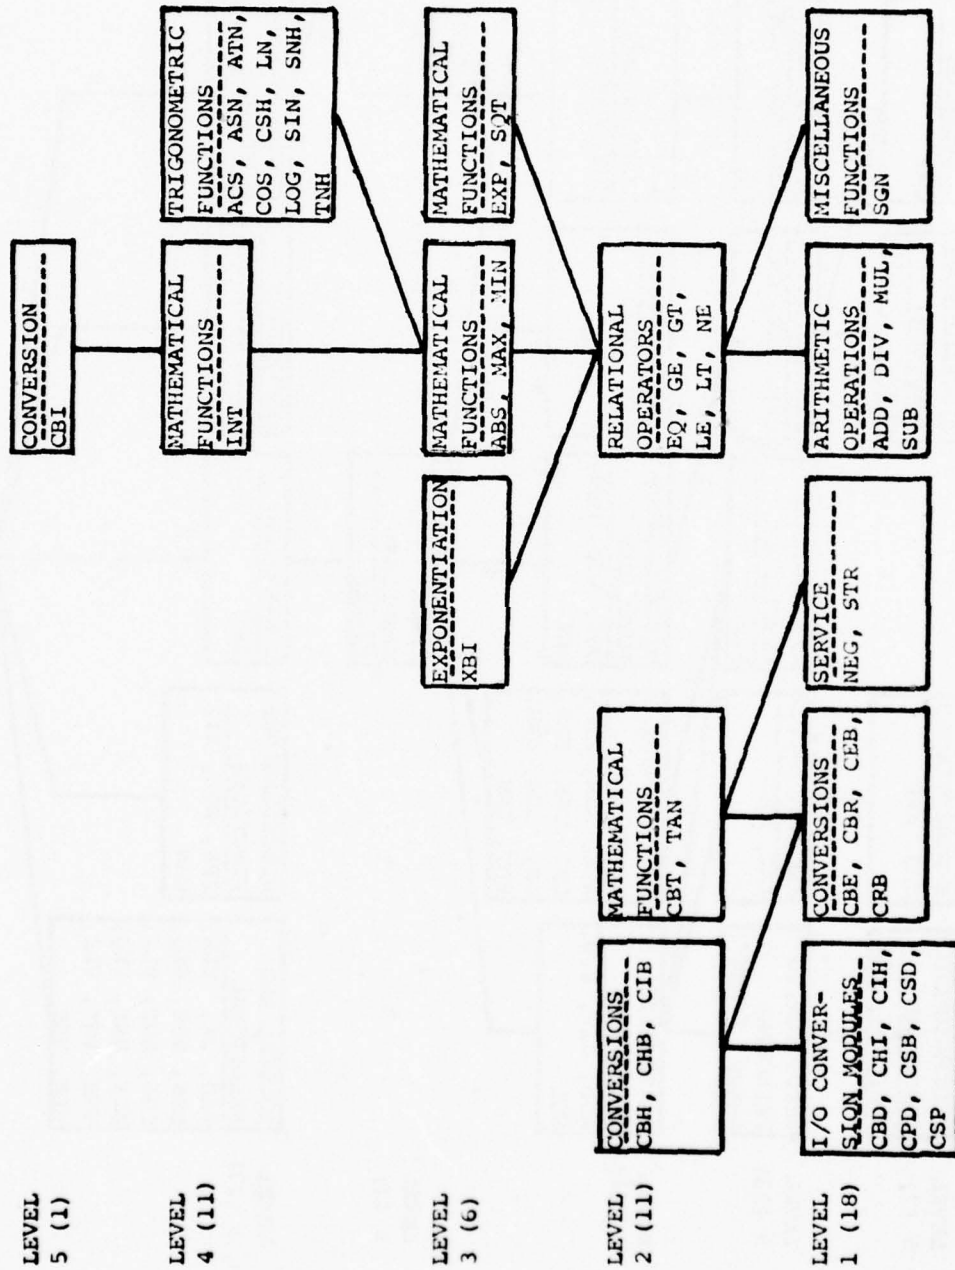 LEVEL
5 (1)
CONVERSION
CBI
LEVEL
4 (11)
MATHEMATICAL
FUNCTIONS
INT
TRIGONOMETRIC
FUNCTIONS
ACS, ASN, ATN,
COS, CSH, LN,
LOG, SIN, SNH,
TNH
LEVEL
3 (6)
EXPONENTIATION
XBI
MATHEMATICAL
FUNCTIONS
ABS, MAX, MIN
MATHEMATICAL
FUNCTIONS
EXP, SQT
LEVEL
2 (11)
CONVERSIONS
CBH, CHB, CIB
MATHEMATICAL
FUNCTIONS
CBT, TAN
RELATIONAL
OPERATORS
EQ, GE, GT,
LE, LT, NE
LEVEL
1 (18)
I/O CONVER-
SION MODULES
CBD, CHI, CIH,
CPD, CSB, CSD,
CSP
CONVERSIONS
CBE, CBR, CEB,
CRB
SERVICE
NEG, STR
ARITHMETIC
OPERATIONS
ADD, DIV, MUL,
SUB
MISCELLANEOUS
FUNCTIONS
SGN